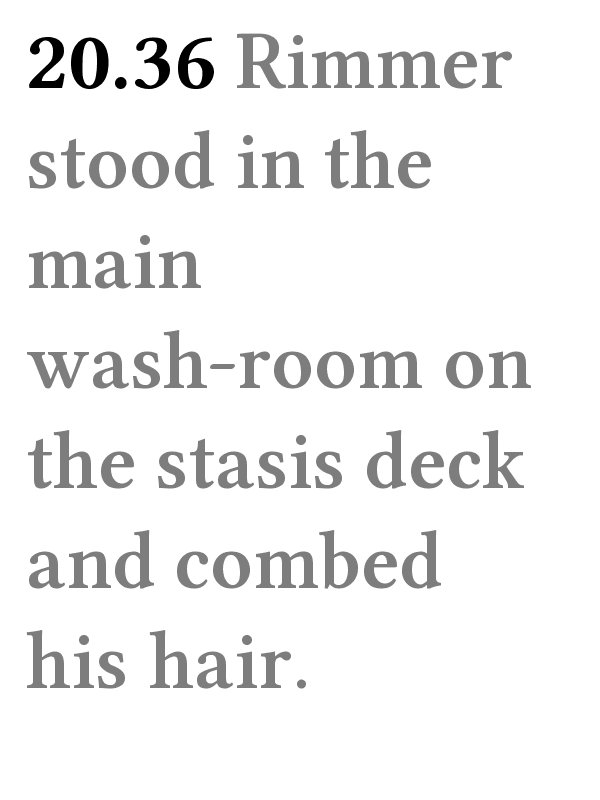 20.36 Rimmer
stood in the
main
wash-room on
the stasis deck
and combed
his hair.